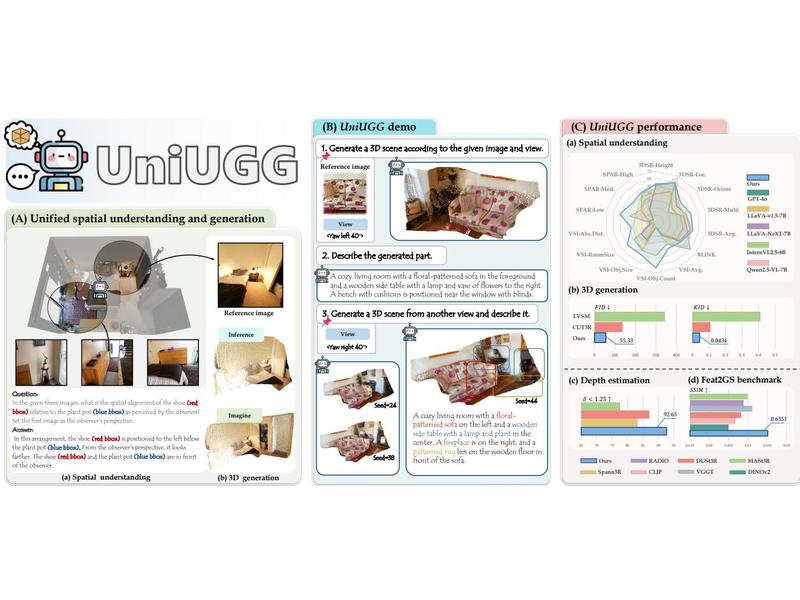 UniUGG
(A) Unified spatial understanding and generation
Reference image
Inference
Imagine
Question:
In the given three images, what is the spatial alignment of the shoe (red
bbox) relative to the plant pot (blue bbox) as perceived by the observer?
Set the first image as the observer's perspective.
Answer:
In this arrangement, the shoe (red bbox) is positioned to the left below
the plant pot (blue bbox). From the observer's perspective, it looks
farther. The shoe (red bbox) and the plant pot (blue bbox) are in front
of the observer.
(a) Spatial understanding
(b) 3D generation
(B) UniUGG demo
1. Generate a 3D scene according to the given image and view.
Reference image
View
<Yaw left 40°>
2. Describe the generated part.
A cozy living room with a floral-patterned sofa in the foreground
and a wooden side table with a lamp and vase of flowers to the right.
A bench with cushions is positioned near the window with blinds.
3. Generate a 3D scene from another view and describe it.
View
<Yaw right 40°>
Seed=24
Seed=38
Seed=44
A cozy living room with a floral-
patterned sofa on the left and a wooden
side table with a lamp and plant in the
center. A fireplace is on the right, and a
patterned rug lies on the wooden floor in
front of the sofa.
(C) UniUGG performance
(a) Spatial understanding
3DSR-Height
3DSR-Loc.
3DSR-Orient
3DSR-Multi
3DSR-Avg.
BLINK
VSI-Avg.
VSI-Obj.Count
VSI-Obj.Size
VSI-RoomSize
VSI-Abs.Dist.
SPAR-Low
SPAR-Med.
SPAR-High
Ours
GPT-4o
LLaVA-v1.5-7B
LLaVA-NeXT-7B
InternVL2.5-8B
Qwen2.5-VL-7B
(b) 3D generation
FID ↓
KID ↓
LVSM
CUT3R
Ours
55.33
0.0434
0 100 200 300 400
0 0.1 0.2 0.3 0.4 0.5
(c) Depth estimation
δ < 1.25 ↑
92.65
(d) Feat2GS benchmark
SSIM ↑
0.6351
Ours RADIO DUSt3R MASt3R
Spann3R CLIP VGGT DINOv2